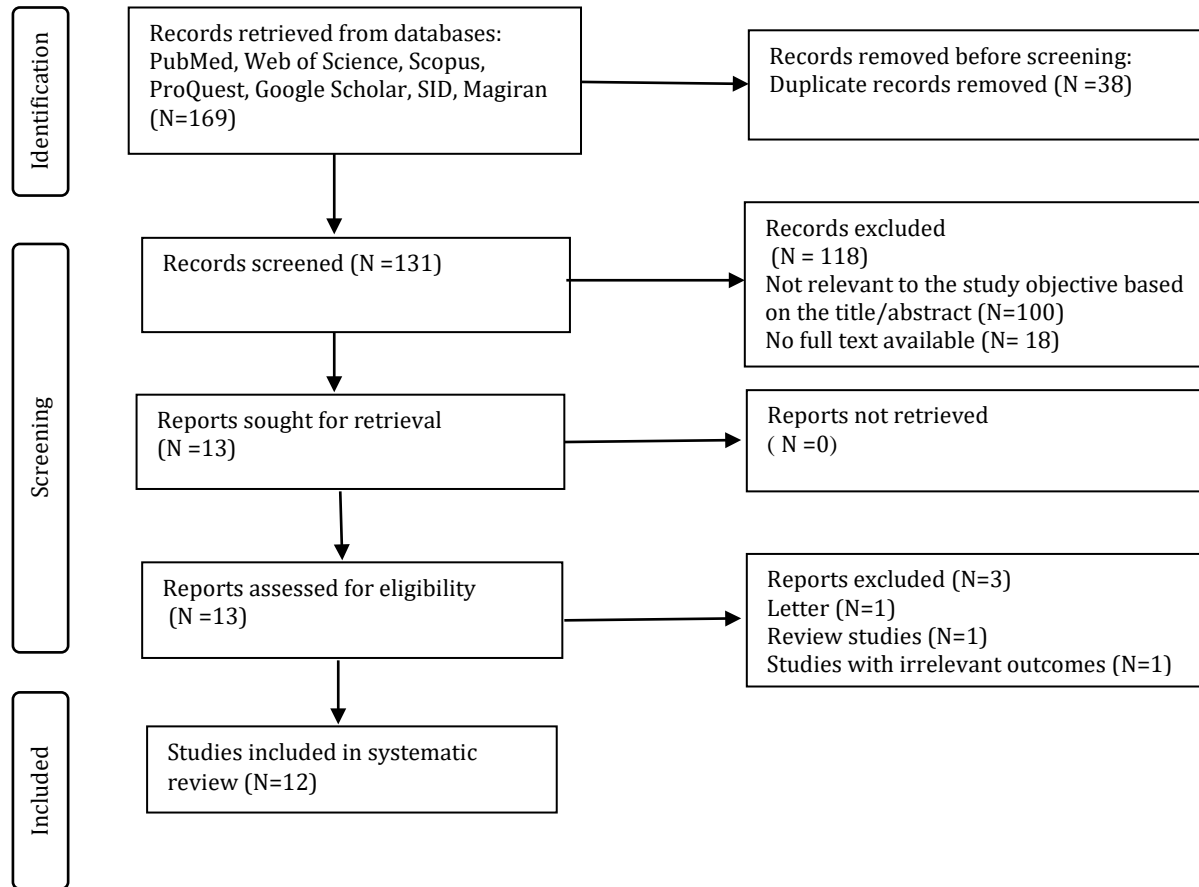 Identification
Records retrieved from databases:
PubMed, Web of Science, Scopus,
ProQuest, Google Scholar, SID, Magiran
(N=169)
Records removed before screening:
Duplicate records removed (N =38)
Screening
Records screened (N =131)
Records excluded
(N = 118)
Not relevant to the study objective based
on the title/abstract (N=100)
No full text available (N= 18)
Reports sought for retrieval
(N =13)
Reports not retrieved
( N =0)
Reports assessed for eligibility
(N =13)
Reports excluded (N=3)
Letter (N=1)
Review studies (N=1)
Studies with irrelevant outcomes (N=1)
Included
Studies included in systematic
review (N=12)